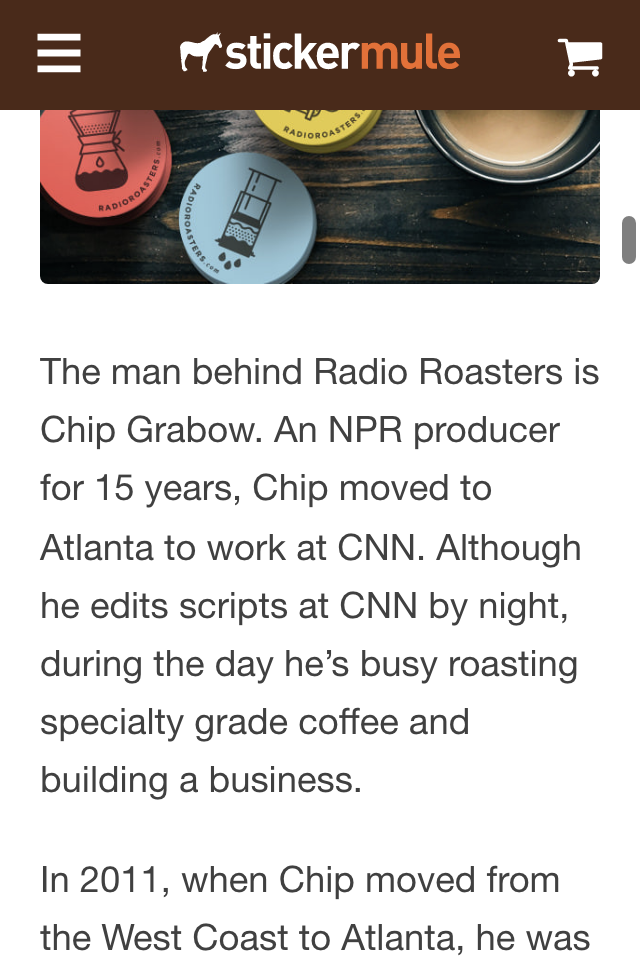 stickermule
RADIOROASTERS.com
RADIOROASTERS.
RADIOROASTERS.com
The man behind Radio Roasters is
Chip Grabow. An NPR producer
for 15 years, Chip moved to
Atlanta to work at CNN. Although
he edits scripts at CNN by night,
during the day he’s busy roasting
specialty grade coffee and
building a business.
In 2011, when Chip moved from
the West Coast to Atlanta, he was